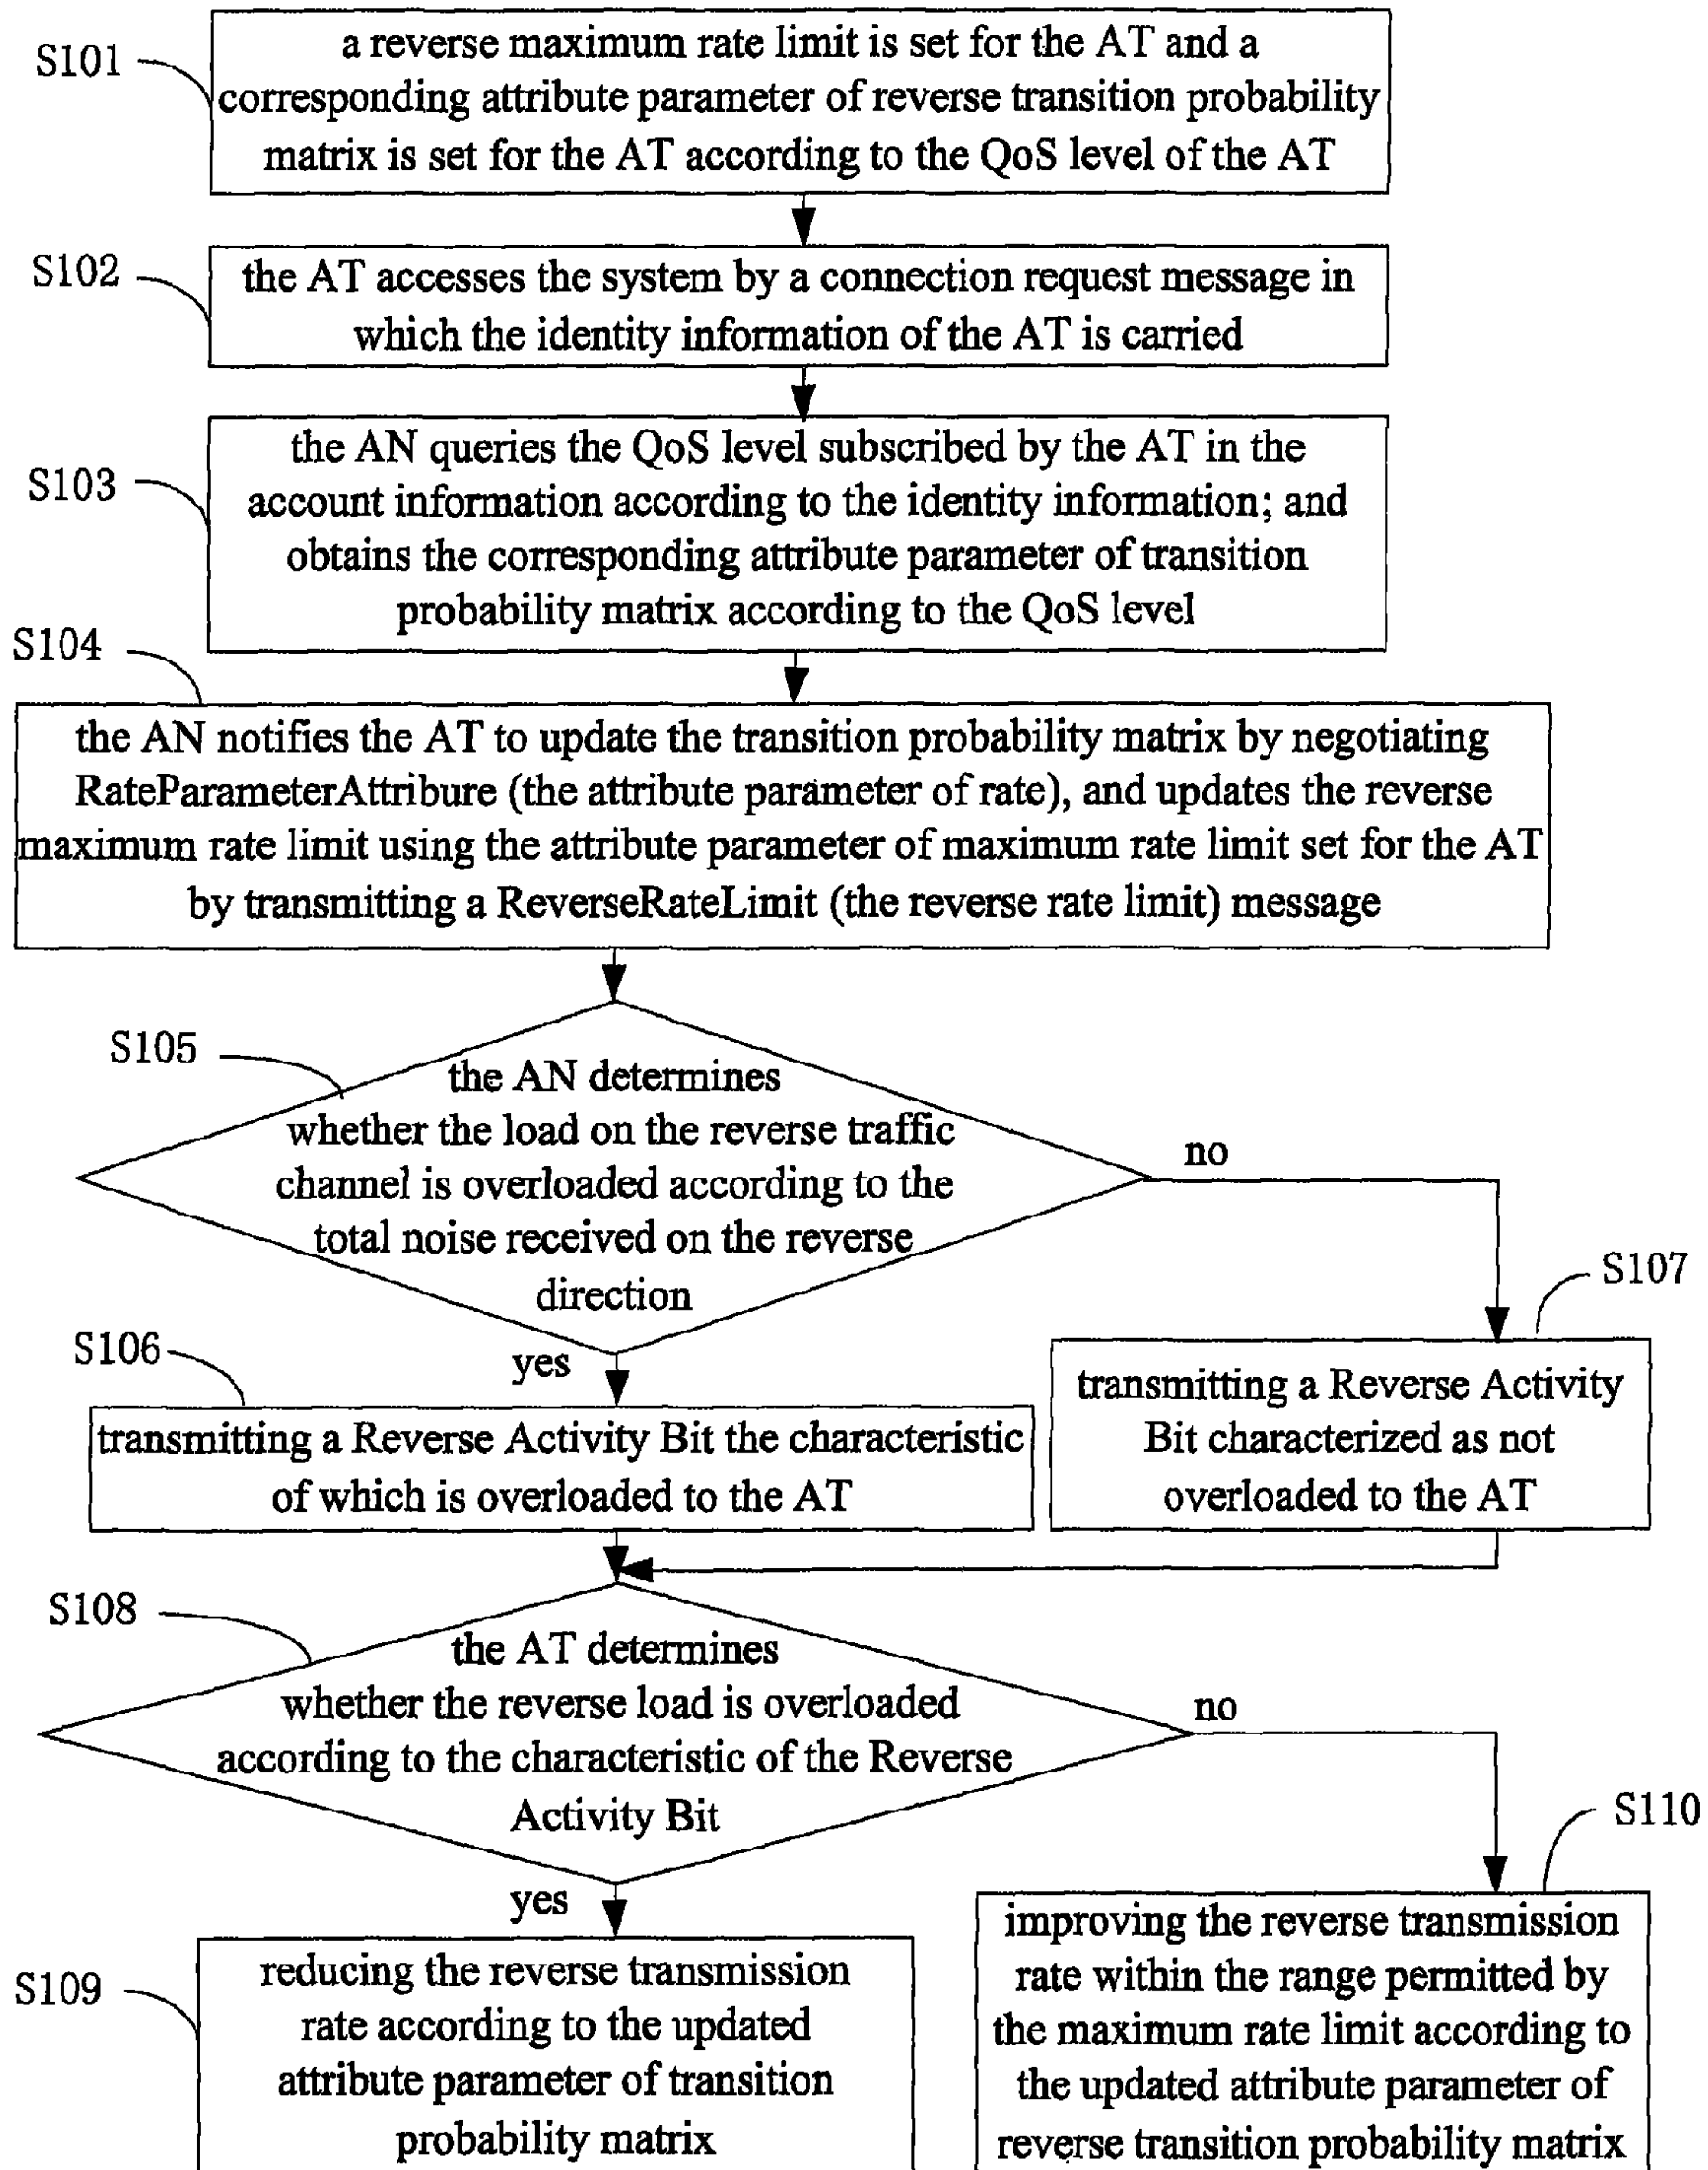 S101
a reverse maximum rate limit is set for the AT and a
corresponding attribute parameter of reverse transition probability
matrix is set for the AT according to the QoS level of the AT
S102
the AT accesses the system by a connection request message in
which the identity information of the AT is carried
S103
the AN queries the QoS level subscribed by the AT in the
account information according to the identity information; and
obtains the corresponding attribute parameter of transition
probability matrix according to the QoS level
S104
the AN notifies the AT to update the transition probability matrix by negotiating
RateParameterAttribure (the attribute parameter of rate), and updates the reverse
maximum rate limit using the attribute parameter of maximum rate limit set for the AT
by transmitting a ReverseRateLimit (the reverse rate limit) message
S105
the AN determines
whether the load on the reverse traffic
channel is overloaded according to the
total noise received on the reverse
direction
no
yes
S106
transmitting a Reverse Activity Bit the characteristic
of which is overloaded to the AT
S107
transmitting a Reverse Activity
Bit characterized as not
overloaded to the AT
S108
the AT determines
whether the reverse load is overloaded
according to the characteristic of the Reverse
Activity Bit
no
yes
S109
reducing the reverse transmission
rate according to the updated
attribute parameter of transition
probability matrix
S110
improving the reverse transmission
rate within the range permitted by
the maximum rate limit according to
the updated attribute parameter of
reverse transition probability matrix